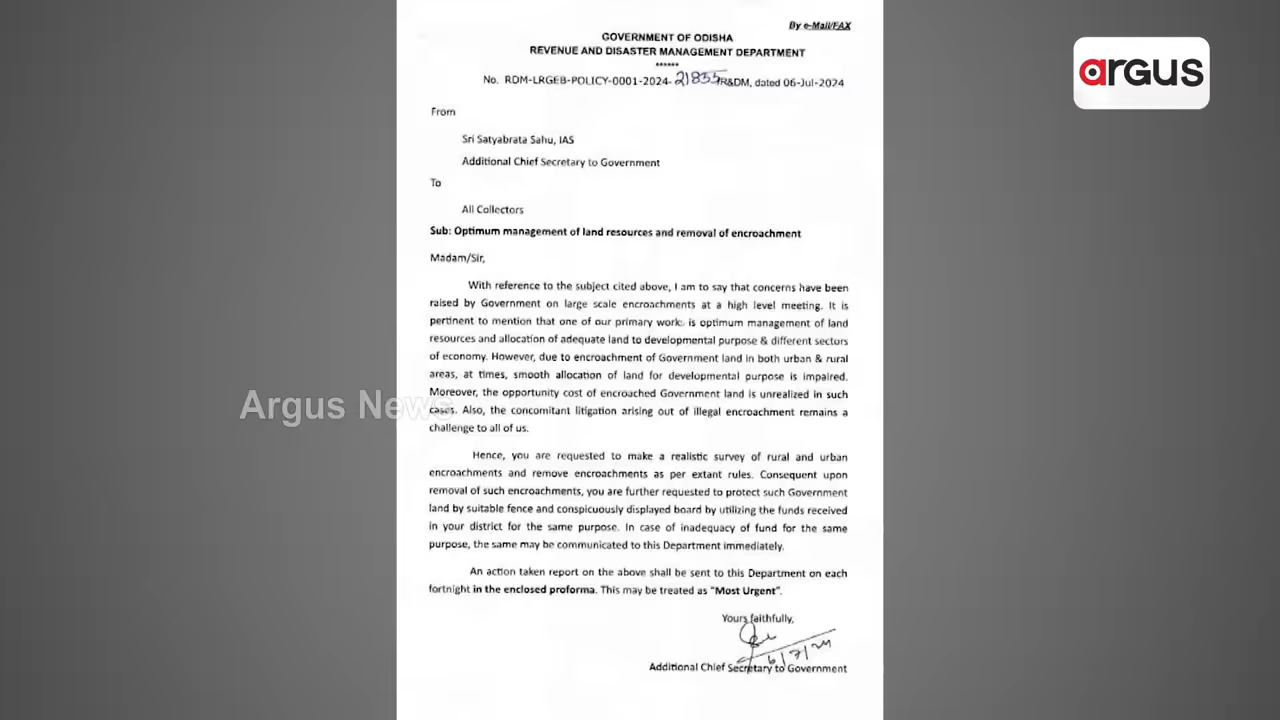 By e-Mail/FAX
GOVERNMENT OF ODISHA
REVENUE AND DISASTER MANAGEMENT DEPARTMENT
******
No. RDM-LRGEB-POLICY-0001-2024-21835/R&DM, dated 06-Jul-2024
argus
From
Sri Satyabrata Sahu, IAS
Additional Chief Secretary to Government
To
All Collectors
Sub: Optimum management of land resources and removal of encroachment
Madam/Sir,
With reference to the subject cited above, I am to say that concerns have been
raised by Government on large scale encroachments at a high level meeting. It is
pertinent to mention that one of our primary works is optimum management of land
resources and allocation of adequate land to developmental purpose & different sectors
of economy. However, due to encroachment of Government land in both urban & rural
areas, at times, smooth allocation of land for developmental purpose is impaired.
Moreover, the opportunity cost of encroached Government land is unrealized in such
cases. Also, the concomitant litigation arising out of illegal encroachment remains a
challenge to all of us.
Argus News
Hence, you are requested to make a realistic survey of rural and urban
encroachments and remove encroachments as per extant rules. Consequent upon
removal of such encroachments, you are further requested to protect such Government
land by suitable fence and conspicuously displayed board by utilizing the funds received
in your district for the same purpose. In case of inadequacy of fund for the same
purpose, the same may be communicated to this Department immediately.
An action taken report on the above shall be sent to this Department on each
fortnight in the enclosed proforma. This may be treated as "Most Urgent".
Yours faithfully,
6/7/24
Additional Chief Secretary to Government